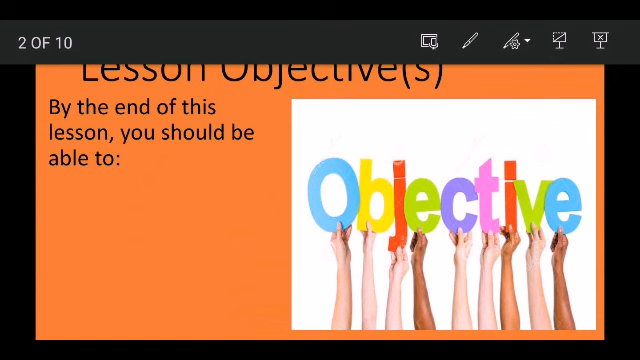 2 OF 10
Lesson Objective(s)
By the end of this
lesson, you should be
able to:
Objective